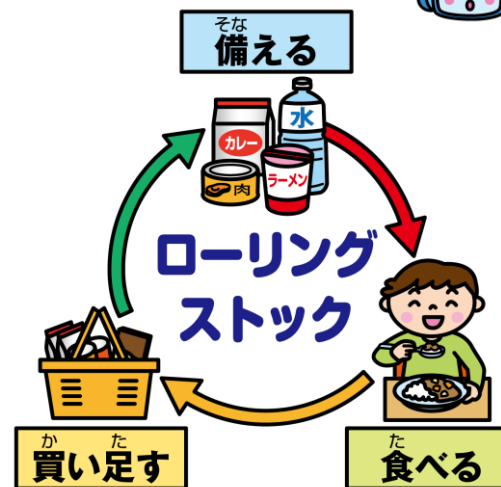 そな
備える
カレー
水
肉
ラーメン
ローリング
ストック
か た
買い足す
た
食べる